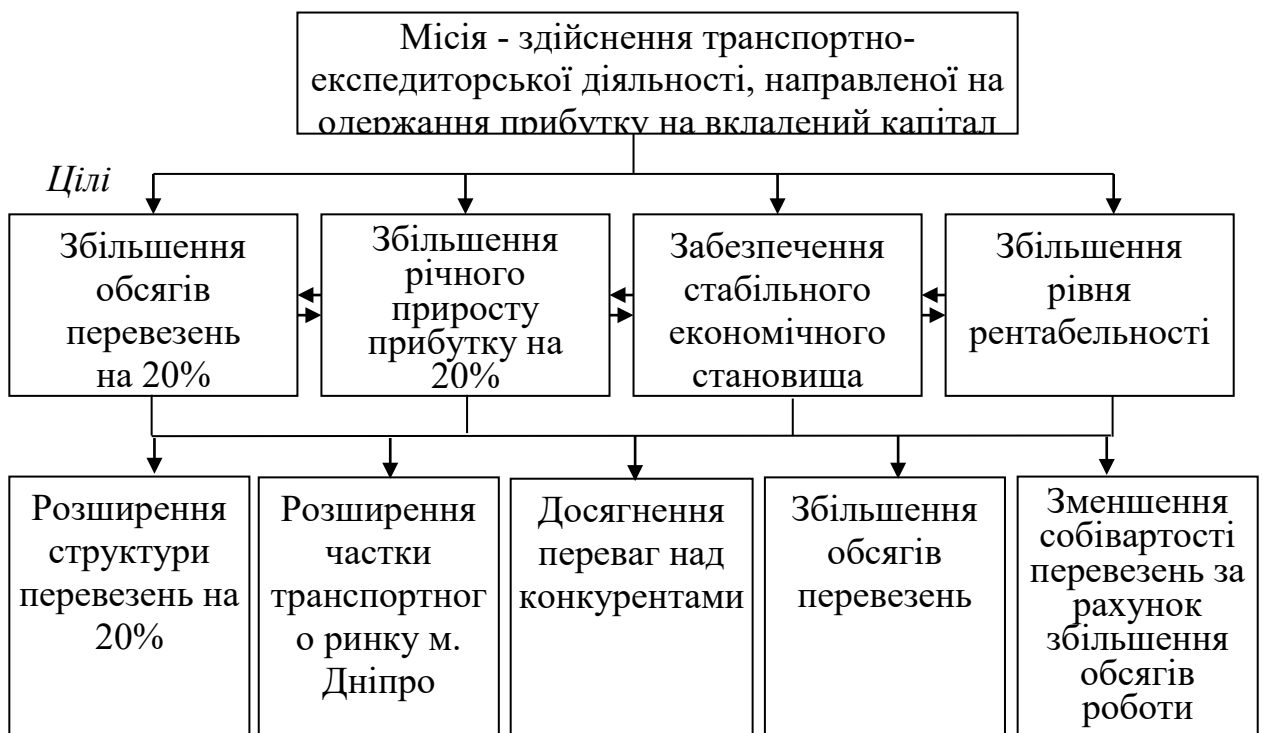 Місія - здійснення транспортно-
експедиторської діяльності, направленої на
одержання прибутку на вкладений капітал
Цілі
Збільшення
обсягів
перевезень
на 20%
Збільшення
річного
приросту
прибутку на
20%
Забезпечення
стабільного
економічного
становища
Збільшення
рівня
рентабельності
Розширення
структури
перевезень на
20%
Розширення
частки
транспортног
о ринку м.
Дніпро
Досягнення
переваг над
конкурентами
Збільшення
обсягів
перевезень
Зменшення
собівартості
перевезень за
рахунок
збільшення
обсягів
роботи